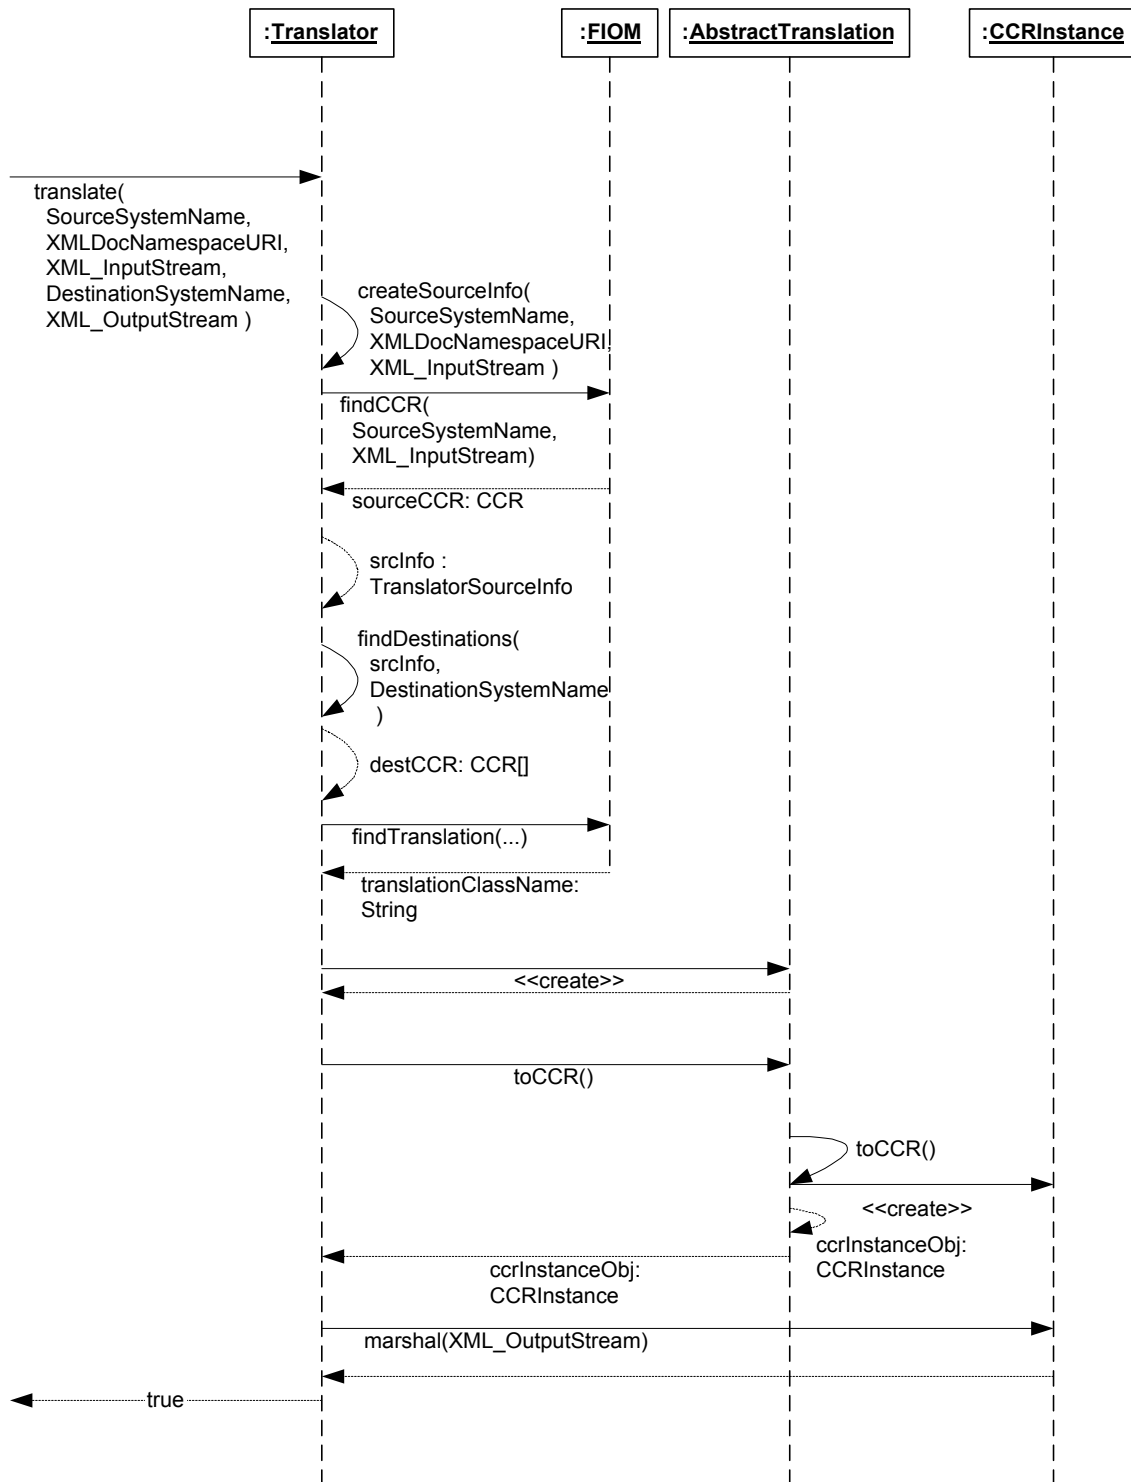 :Translator
:FIOM
:AbstractTranslation
:CCRInstance
translate(
SourceSystemName,
XMLDocNamespaceURI,
XML_InputStream,
DestinationSystemName,
XML_OutputStream )
createSourceInfo(
SourceSystemName,
XMLDocNamespaceURI,
XML_InputStream )
findCCR(
SourceSystemName,
XML_InputStream)
sourceCCR: CCR
srcInfo :
TranslatorSourceInfo
findDestinations(
srcInfo,
DestinationSystemName
)
destCCR: CCR[]
findTranslation(...)
translationClassName:
String
<<create>>
toCCR()
toCCR()
<<create>>
ccrInstanceObj:
CCRInstance
ccrInstanceObj:
CCRInstance
marshal(XML_OutputStream)
true